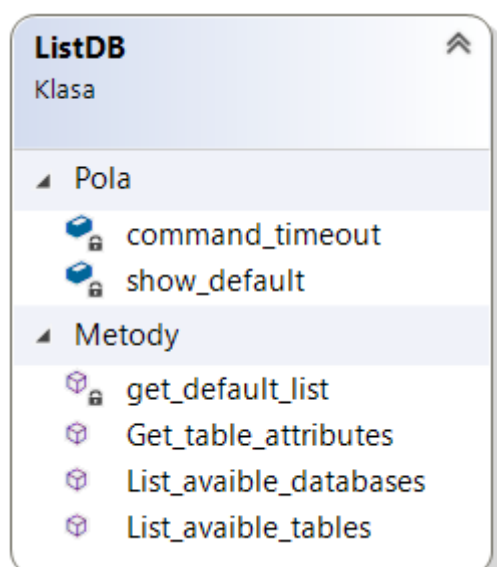 ListDB
Klasa
Pola
command_timeout
show_default
Metody
get_default_list
Get_table_attributes
List_avaible_databases
List_avaible_tables